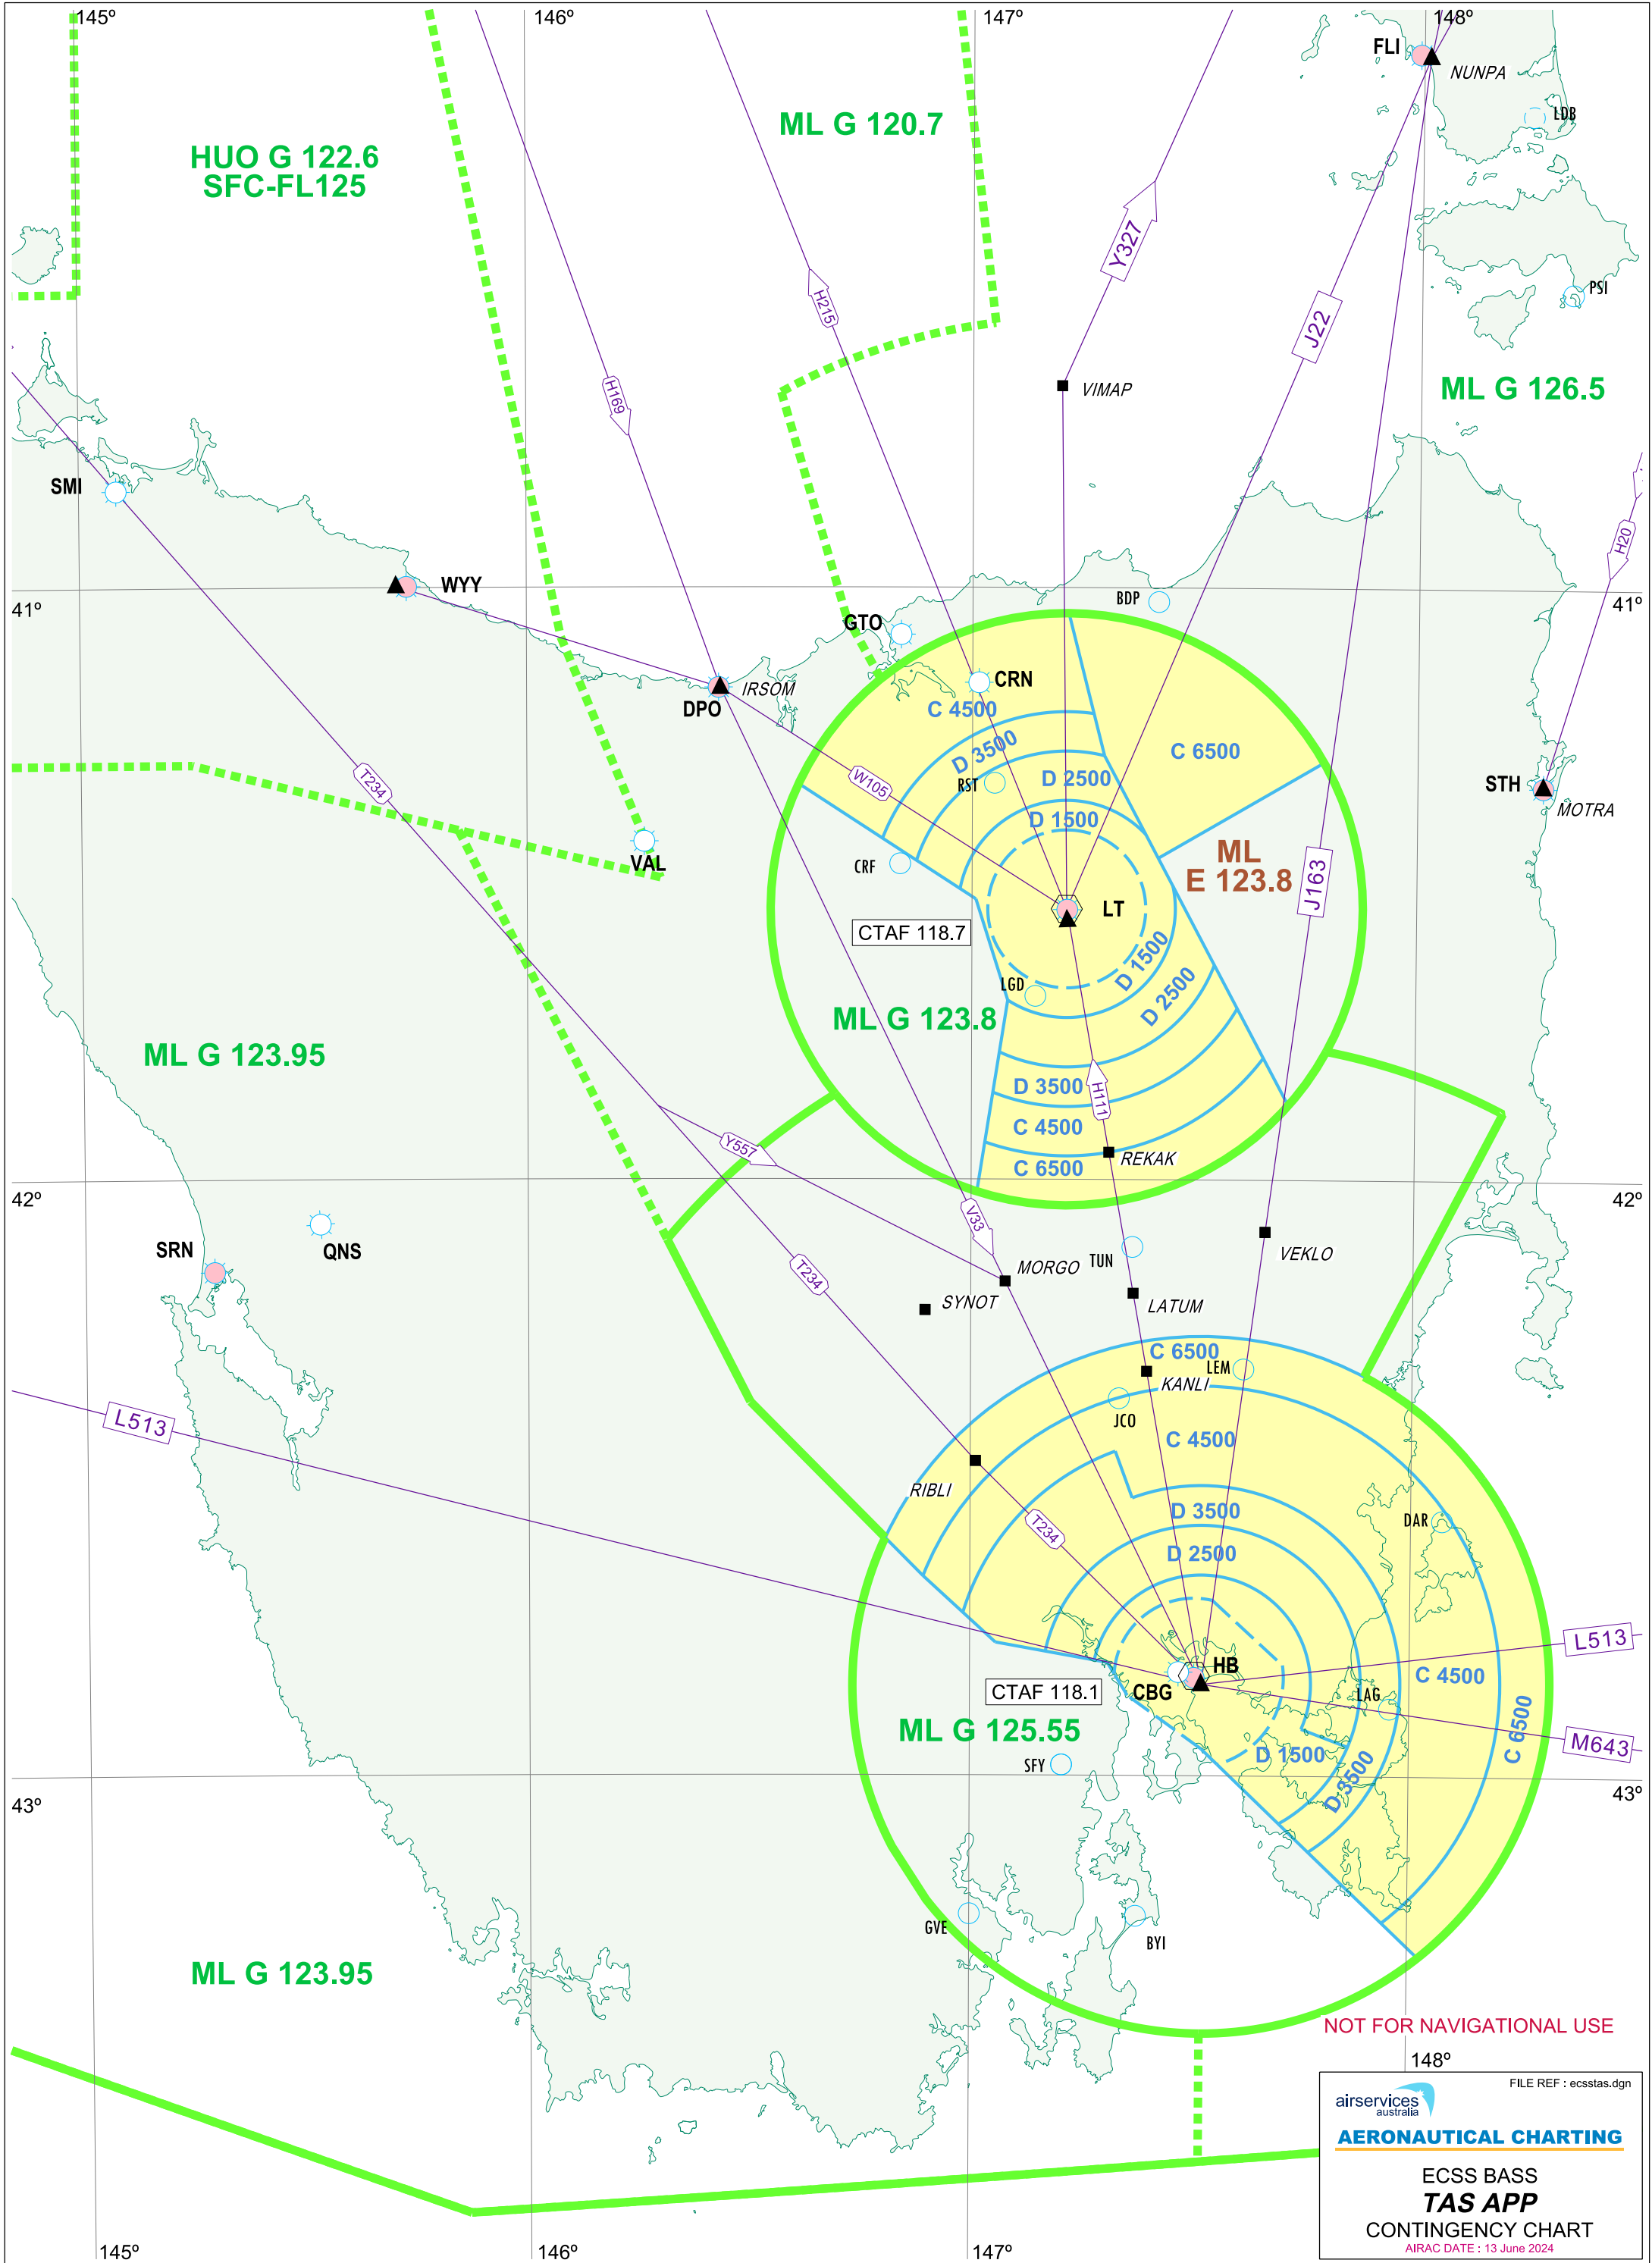 145º
146º
147º
148º
FLI
NUNPA
LDB
ML G 120.7
HUO G 122.6
SFC-FL125
Y327
PSI
H215
J22
VIMAP
ML G 126.5
H169
SMI
H20
WYY
41º
41º
BDP
GTO
CRN
IRSOM
DPO
C 4500
D 3500
C 6500
T234
W105
RST
D 2500
STH
MOTRA
D 1500
VAL
CRF
ML
E 123.8
J163
LT
CTAF 118.7
D 1500
LGD
D 2500
ML G 123.8
ML G 123.95
D 3500
H111
C 4500
Y557
REKAK
C 6500
42º
42º
V33
SRN
QNS
TUN
VEKLO
MORGO
T234
SYNOT
LATUM
C 6500
LEM
KANLI
L513
JCO
C 4500
RIBLI
D 3500
DAR
T234
D 2500
L513
HB
C 4500
CBG
CTAF 118.1
LAG
ML G 125.55
C 6500
M643
D 1500
SFY
D 3500
43º
43º
GVE
BYI
ML G 123.95
NOT FOR NAVIGATIONAL USE
148º
FILE REF : ecsstas.dgn
airservices
australia
AERONAUTICAL CHARTING
ECSS BASS
TAS APP
CONTINGENCY CHART
AIRAC DATE : 13 June 2024
145º
146º
147º